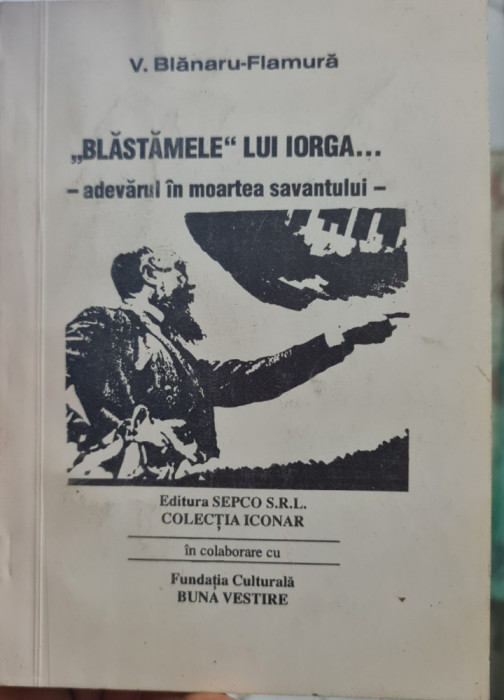 V. Blănaru-Flamură
„BLĂSTĂMELE“ LUI IORGA...
– adevărul în moartea savantului –
Editura SEPCO S.R.L.
COLECȚIA ICONAR
în colaborare cu
Fundația Culturală
BUNA VESTIRE